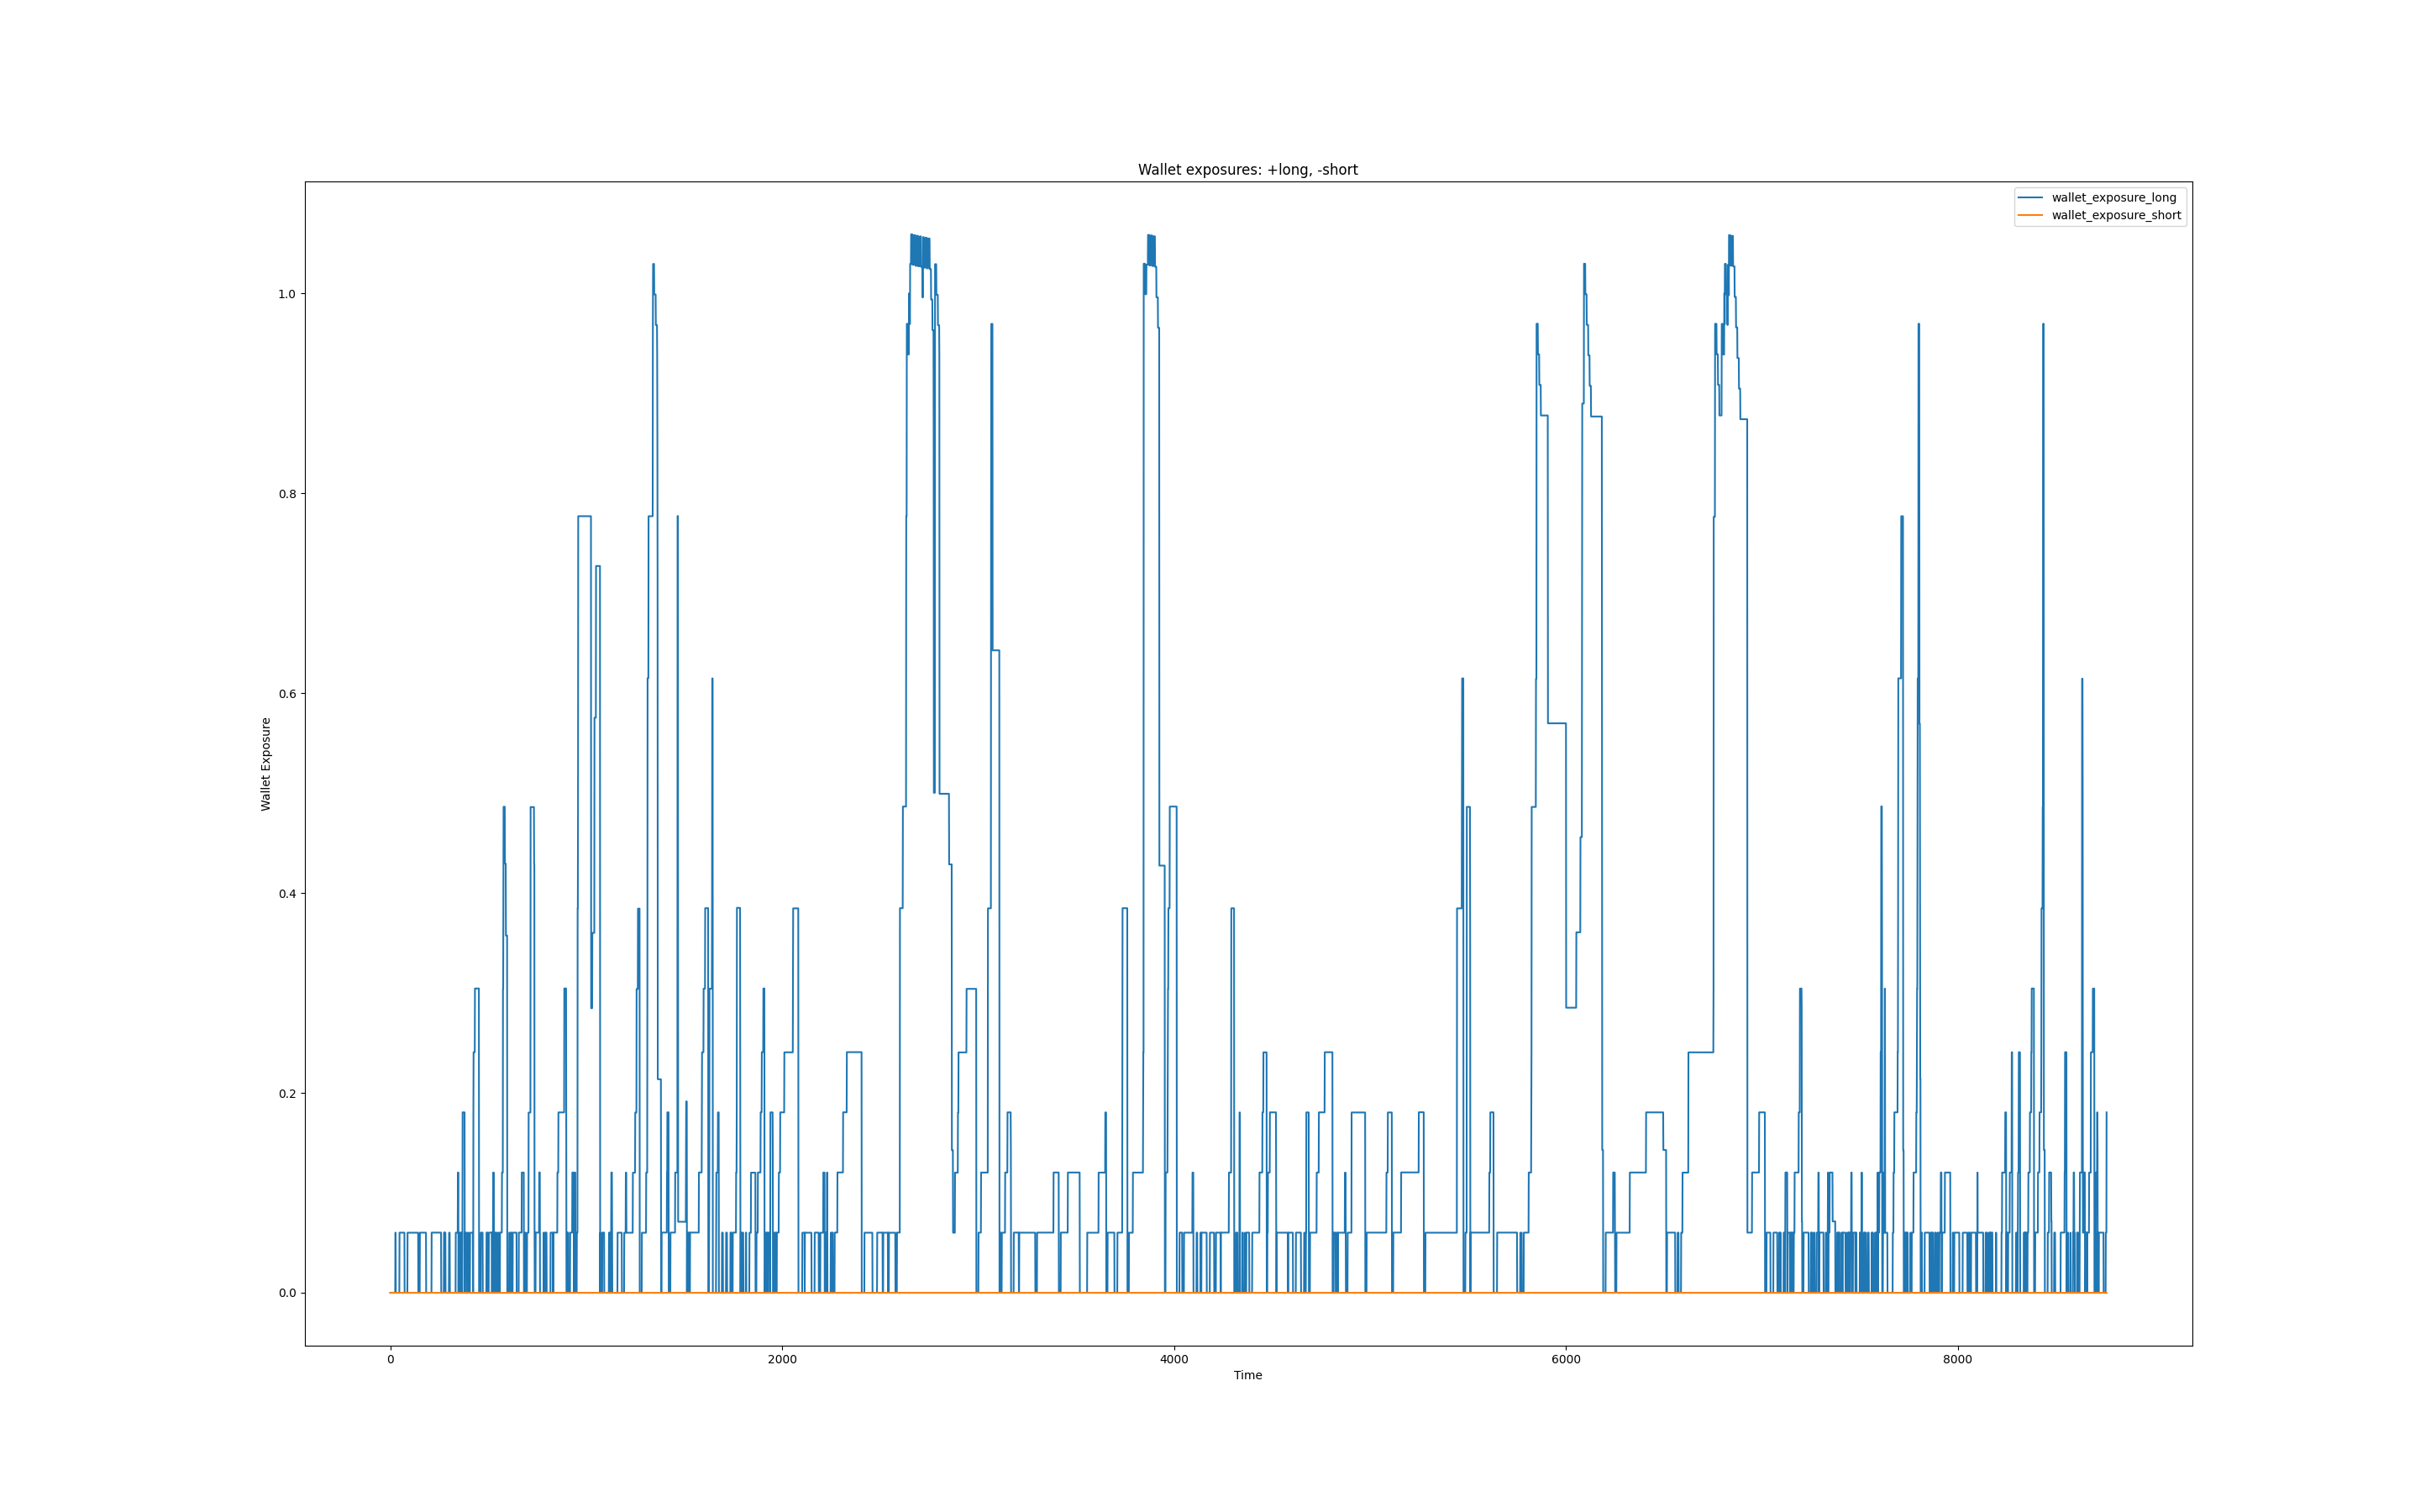 Wallet exposures: +long, -short
wallet_exposure_long
wallet_exposure_short
1.0
0.8
0.6
0.4
0.2
0.0
Wallet Exposure
0 2000 4000 6000 8000
Time